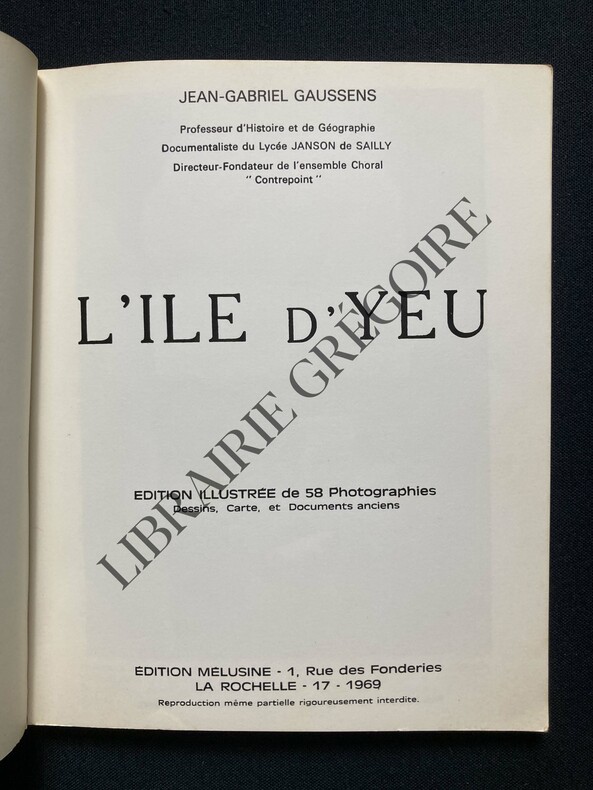 JEAN-GABRIEL GAUSSENS
Professeur d'Histoire et de Géographie
Documentaliste du Lycée JANSON de SAILLY
Directeur-Fondateur de l'ensemble Choral
" Contrepoint "
L'ILE D'YEU
LIBRAIRIE GRÉGOIRE
EDITION ILLUSTRÉE de 58 Photographies
Dessins, Carte, et Documents anciens
ÉDITION MÉLUSINE - 1, Rue des Fonderies
LA ROCHELLE - 17 - 1969
Reproduction même partielle rigoureusement interdite.